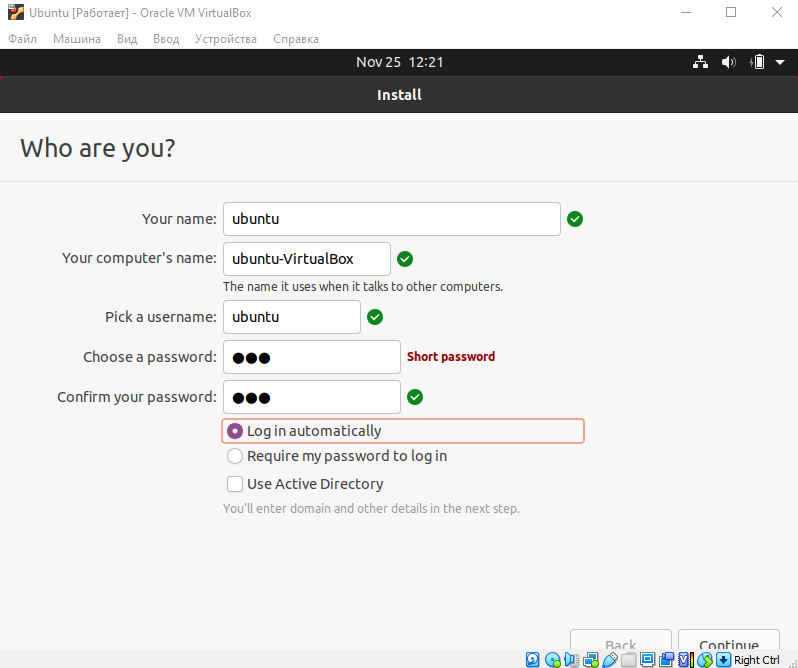 Ubuntu [Работает] - Oracle VM VirtualBox
Файл Машина Вид Ввод Устройства Справка
Nov 25 12:21
Install
Who are you?
Your name: ubuntu
Your computer's name: ubuntu-VirtualBox
The name it uses when it talks to other computers.
Pick a username: ubuntu
Choose a password: ●●● Short password
Confirm your password: ●●●
Log in automatically
Require my password to log in
Use Active Directory
You'll enter domain and other details in the next step.
Back Continue
Right Ctrl